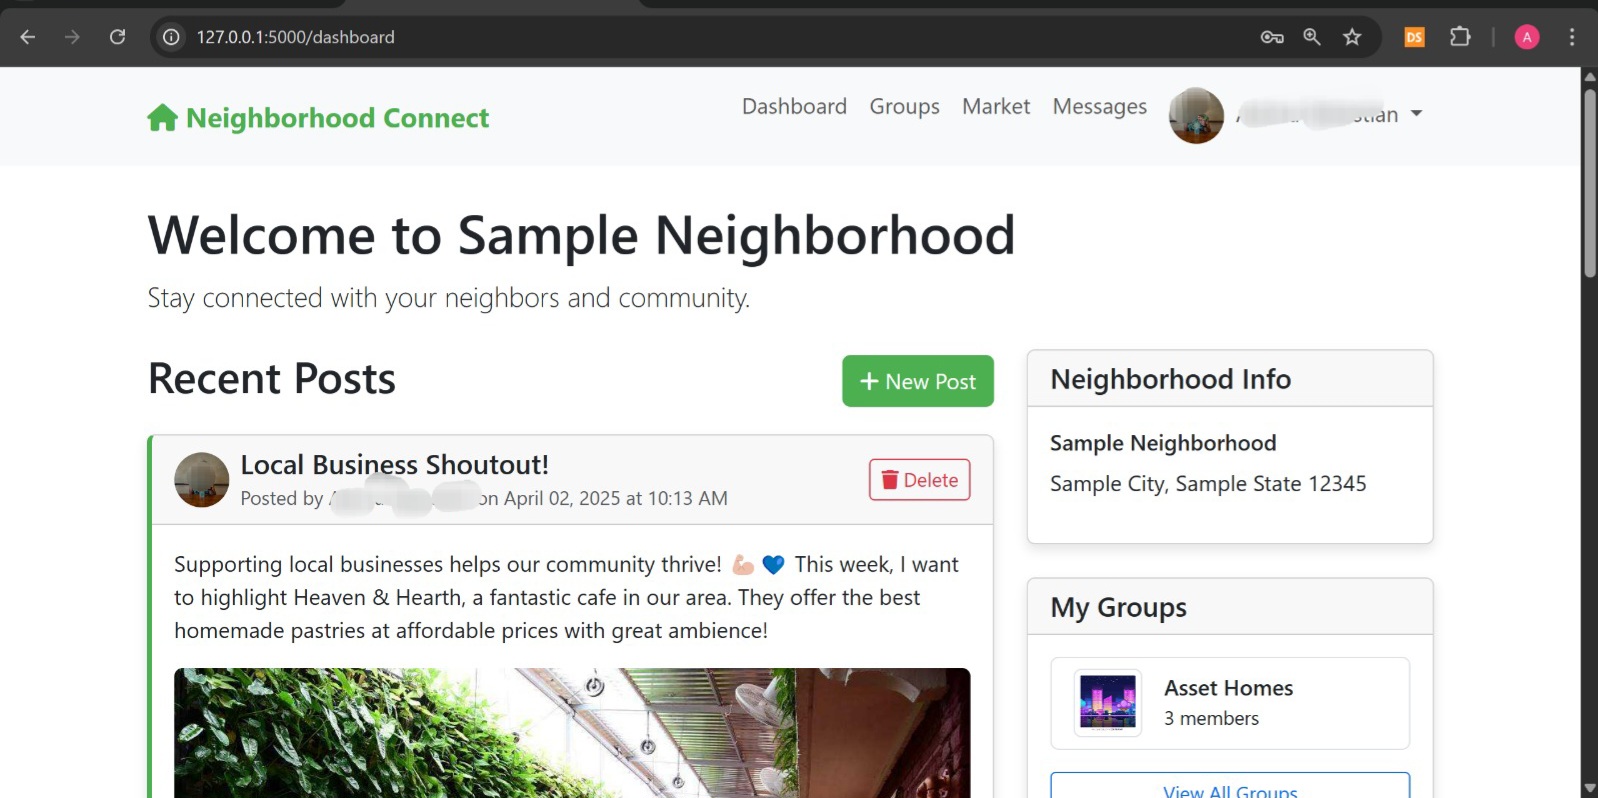 127.0.0.1:5000/dashboard
DS
A
Neighborhood Connect
Dashboard Groups Market Messages
Welcome to Sample Neighborhood
Stay connected with your neighbors and community.
Recent Posts
New Post
Local Business Shoutout!
Posted by on April 02, 2025 at 10:13 AM
Delete
Supporting local businesses helps our community thrive! 💪🏻 💙 This week, I want
to highlight Heaven & Hearth, a fantastic cafe in our area. They offer the best
homemade pastries at affordable prices with great ambience!
Neighborhood Info
Sample Neighborhood
Sample City, Sample State 12345
My Groups
Asset Homes
3 members
View All Groups